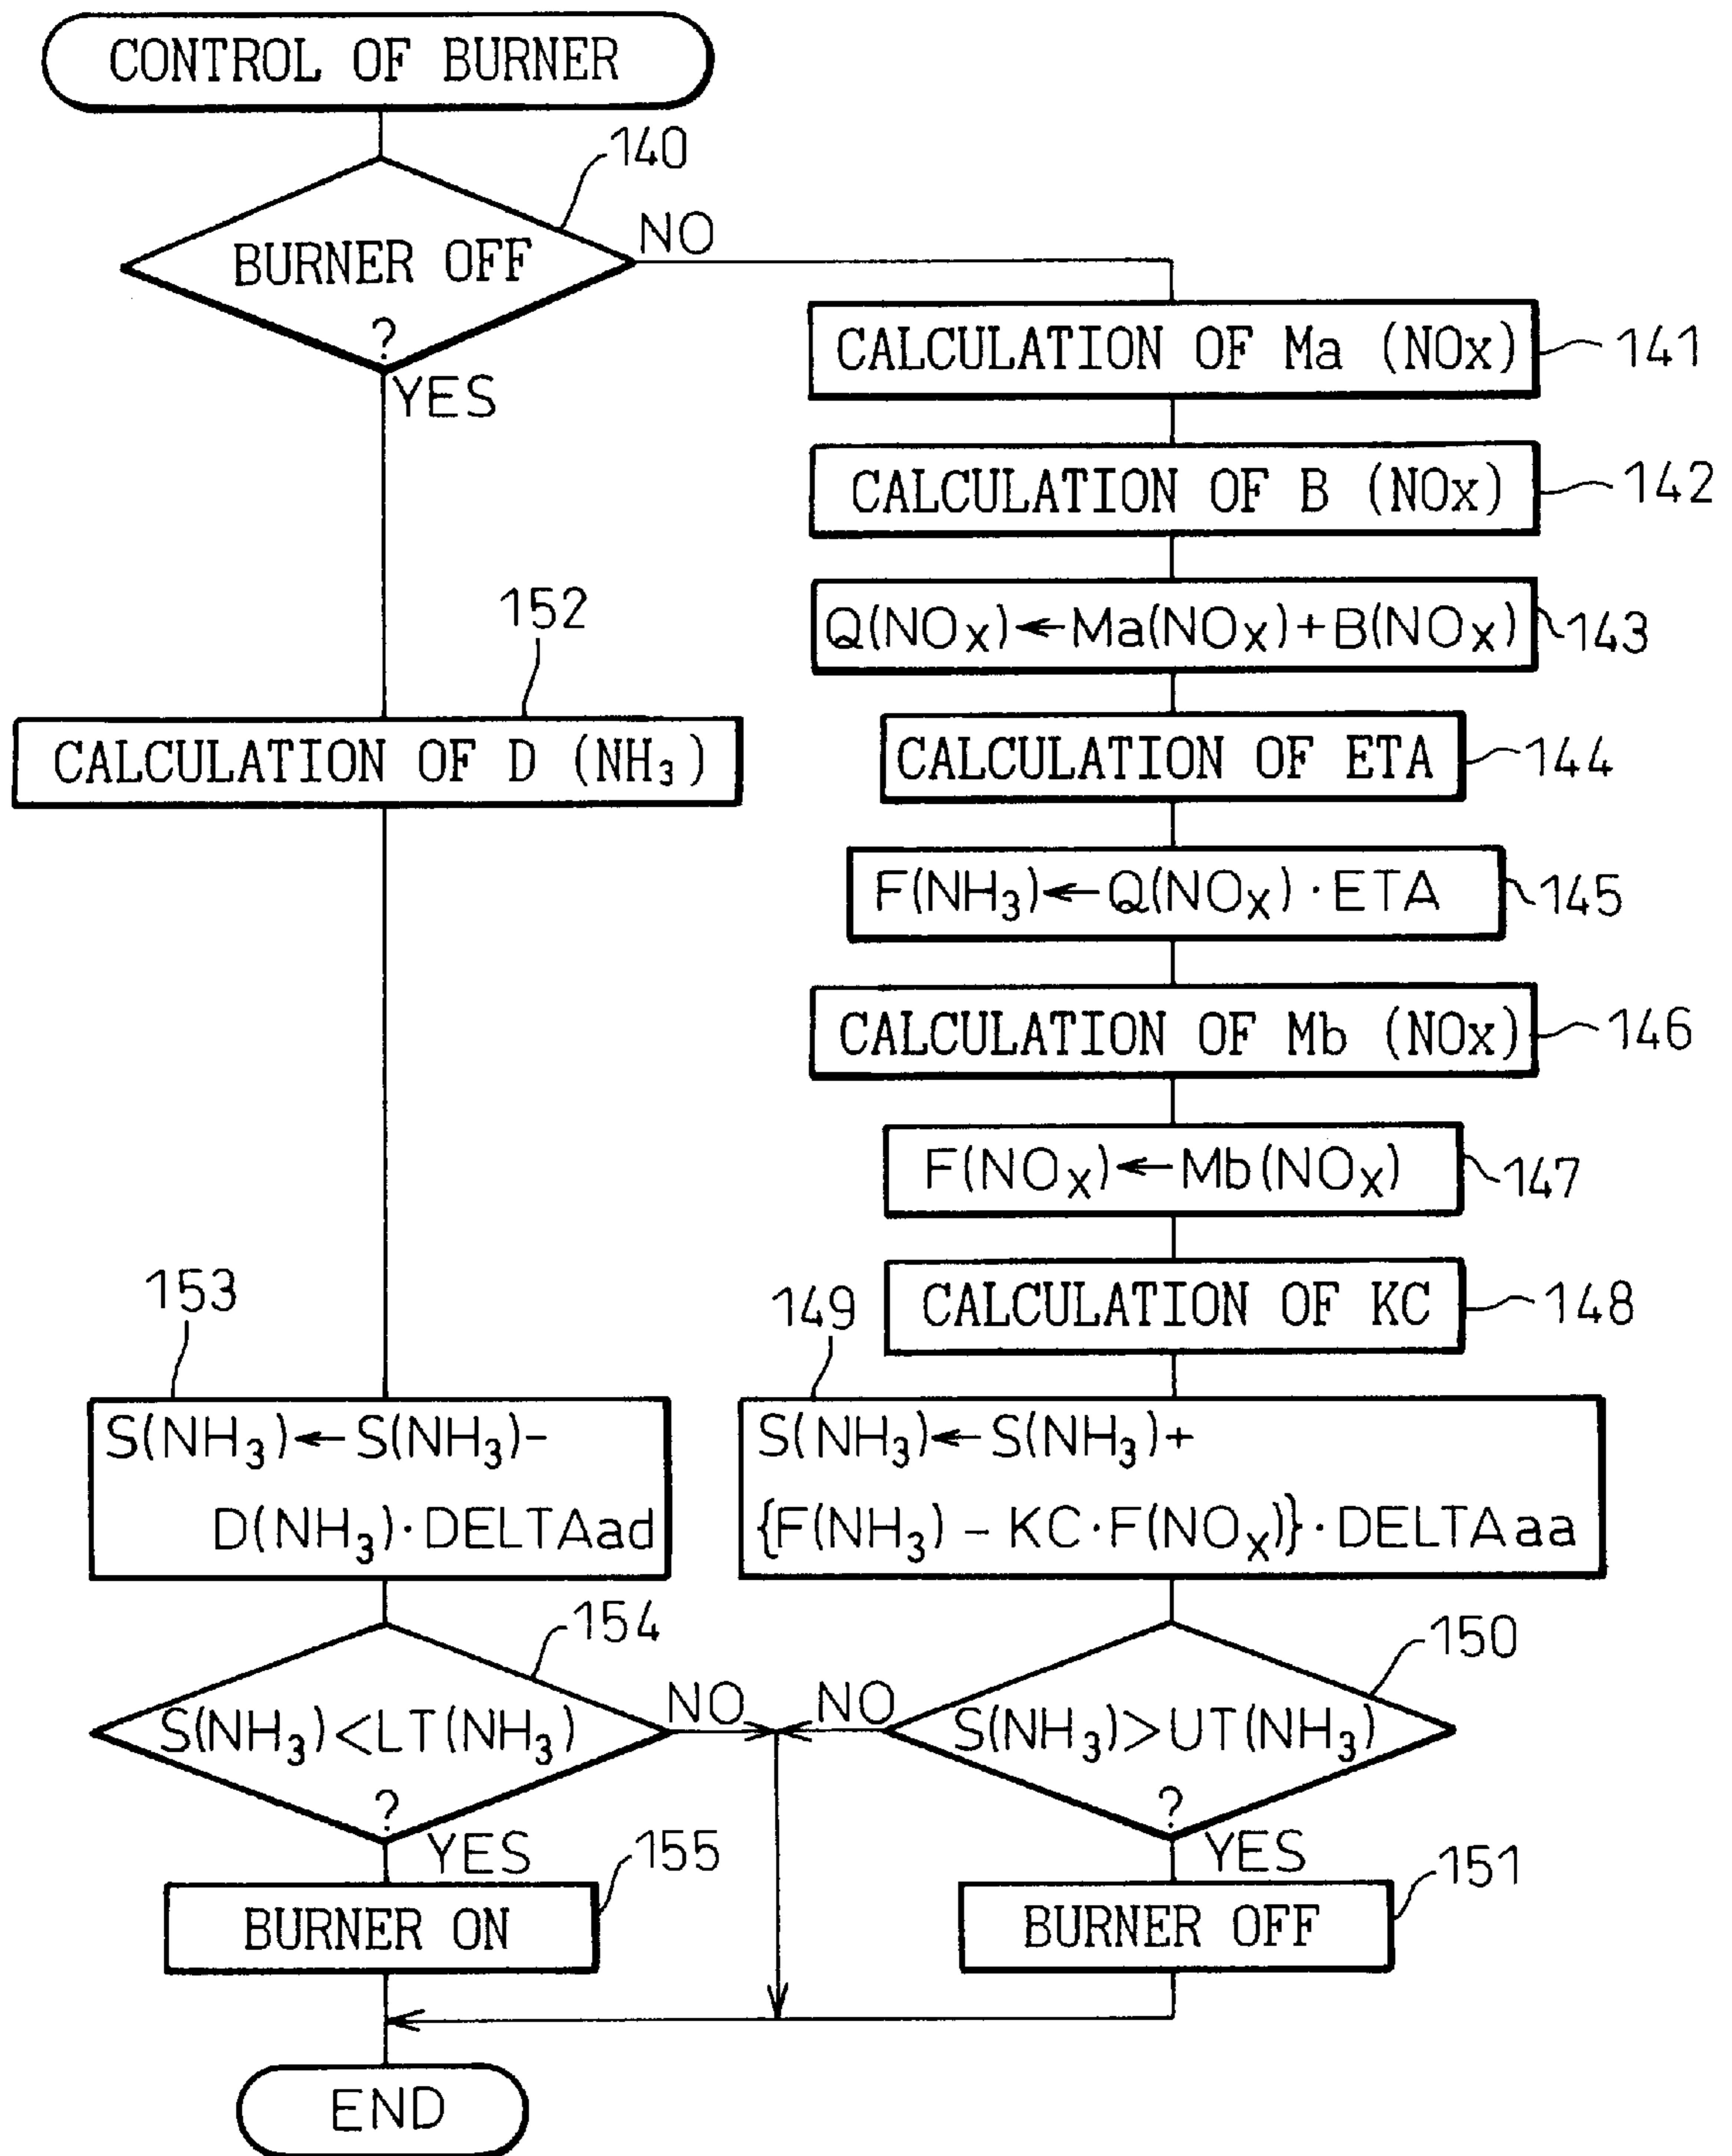 CONTROL OF BURNER
140
BURNER OFF
?
NO
YES
CALCULATION OF Ma (NOx)
141
CALCULATION OF B (NOx)
142
Q(NOx)←Ma(NOx)+B(NOx)
143
152
CALCULATION OF D (NH₃)
CALCULATION OF ETA
144
F(NH₃)←Q(NOx)·ETA
145
CALCULATION OF Mb (NOx)
146
F(NOx)←Mb(NOx)
147
CALCULATION OF KC
148
153
S(NH₃)←S(NH₃)-
D(NH₃)·DELTAad
149
S(NH₃)←S(NH₃)+
{F(NH₃) - KC·F(NOx)}·DELTAaa
154
S(NH₃)<LT(NH₃)
?
NO
YES
150
S(NH₃)>UT(NH₃)
?
NO
YES
155
BURNER ON
151
BURNER OFF
END